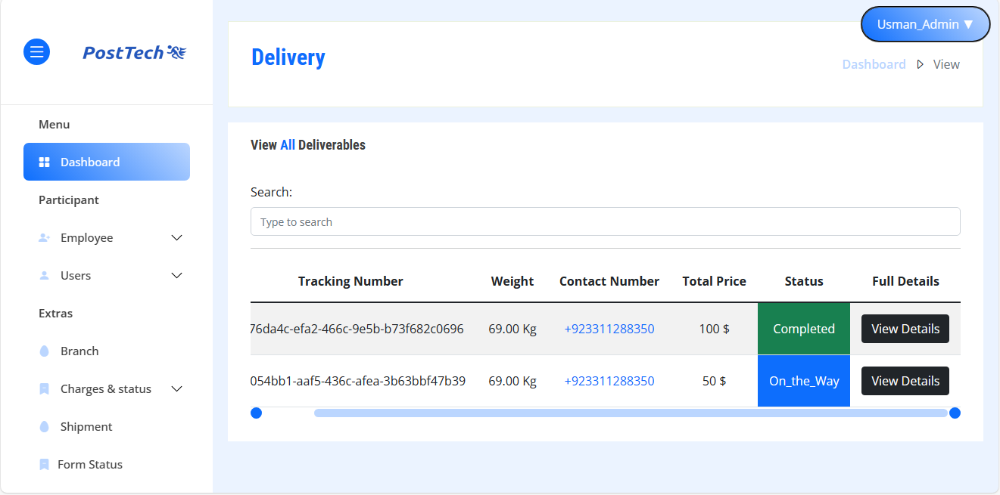 Usman_Admin ▼
PostTech
Delivery
Dashboard View
Menu
Dashboard
Participant
Employee
Users
Extras
Branch
Charges & status
Shipment
Form Status
View All Deliverables
Search:
Type to search
Tracking Number Weight Contact Number Total Price Status Full Details
76da4c-efa2-466c-9e5b-b73f682c0696 69.00 Kg +923311288350 100 $ Completed View Details
054bb1-aaf5-436c-afea-3b63bbf47b39 69.00 Kg +923311288350 50 $ On_the_Way View Details